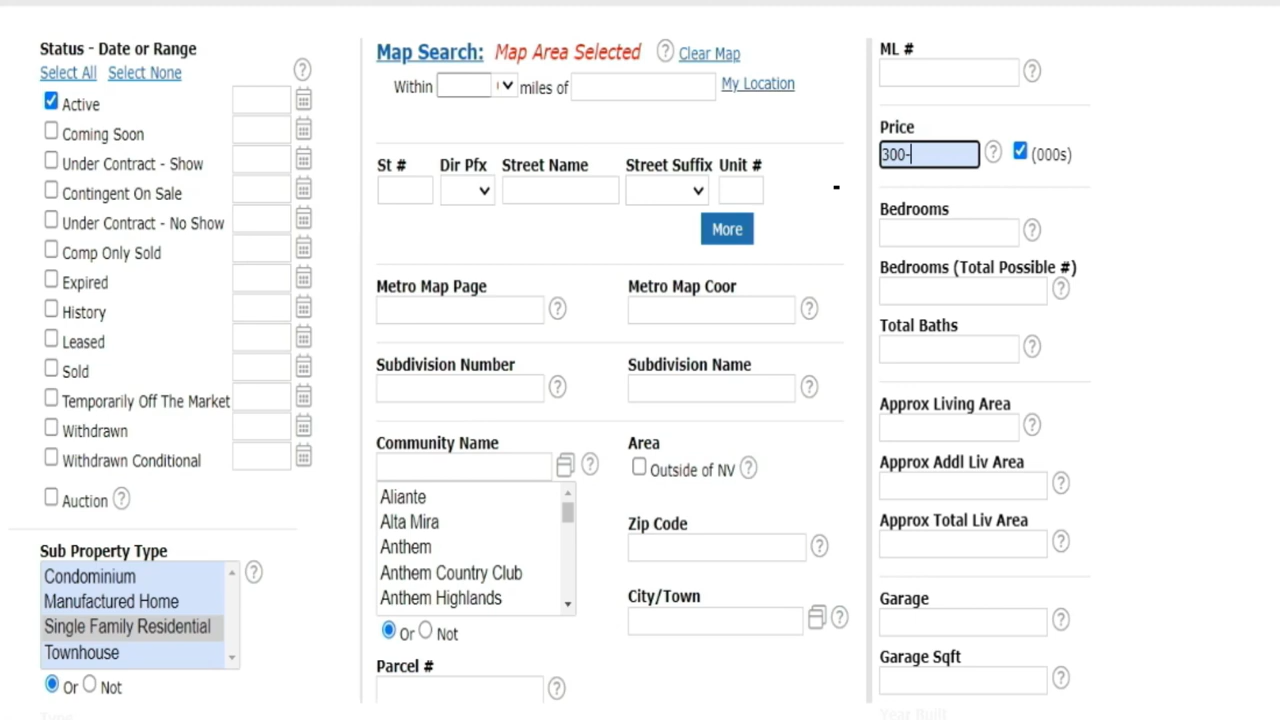 Status - Date or Range
Select All Select None
Active
Coming Soon
Under Contract - Show
Contingent On Sale
Under Contract - No Show
Comp Only Sold
Expired
History
Leased
Sold
Temporarily Off The Market
Withdrawn
Withdrawn Conditional
Auction
Sub Property Type
Condominium
Manufactured Home
Single Family Residential
Townhouse
Or Not
Type
Map Search: Map Area Selected Clear Map
Within miles of My Location
St # Dir Pfx Street Name Street Suffix Unit #
More
Metro Map Page Metro Map Coor
Subdivision Number Subdivision Name
Community Name
Aliante
Alta Mira
Anthem
Anthem Country Club
Anthem Highlands
Or Not
Parcel #
Area
Outside of NV
Zip Code
City/Town
ML #
Price
300- (000s)
Bedrooms
Bedrooms (Total Possible #)
Total Baths
Approx Living Area
Approx Addl Liv Area
Approx Total Liv Area
Garage
Garage Sqft
Year Built